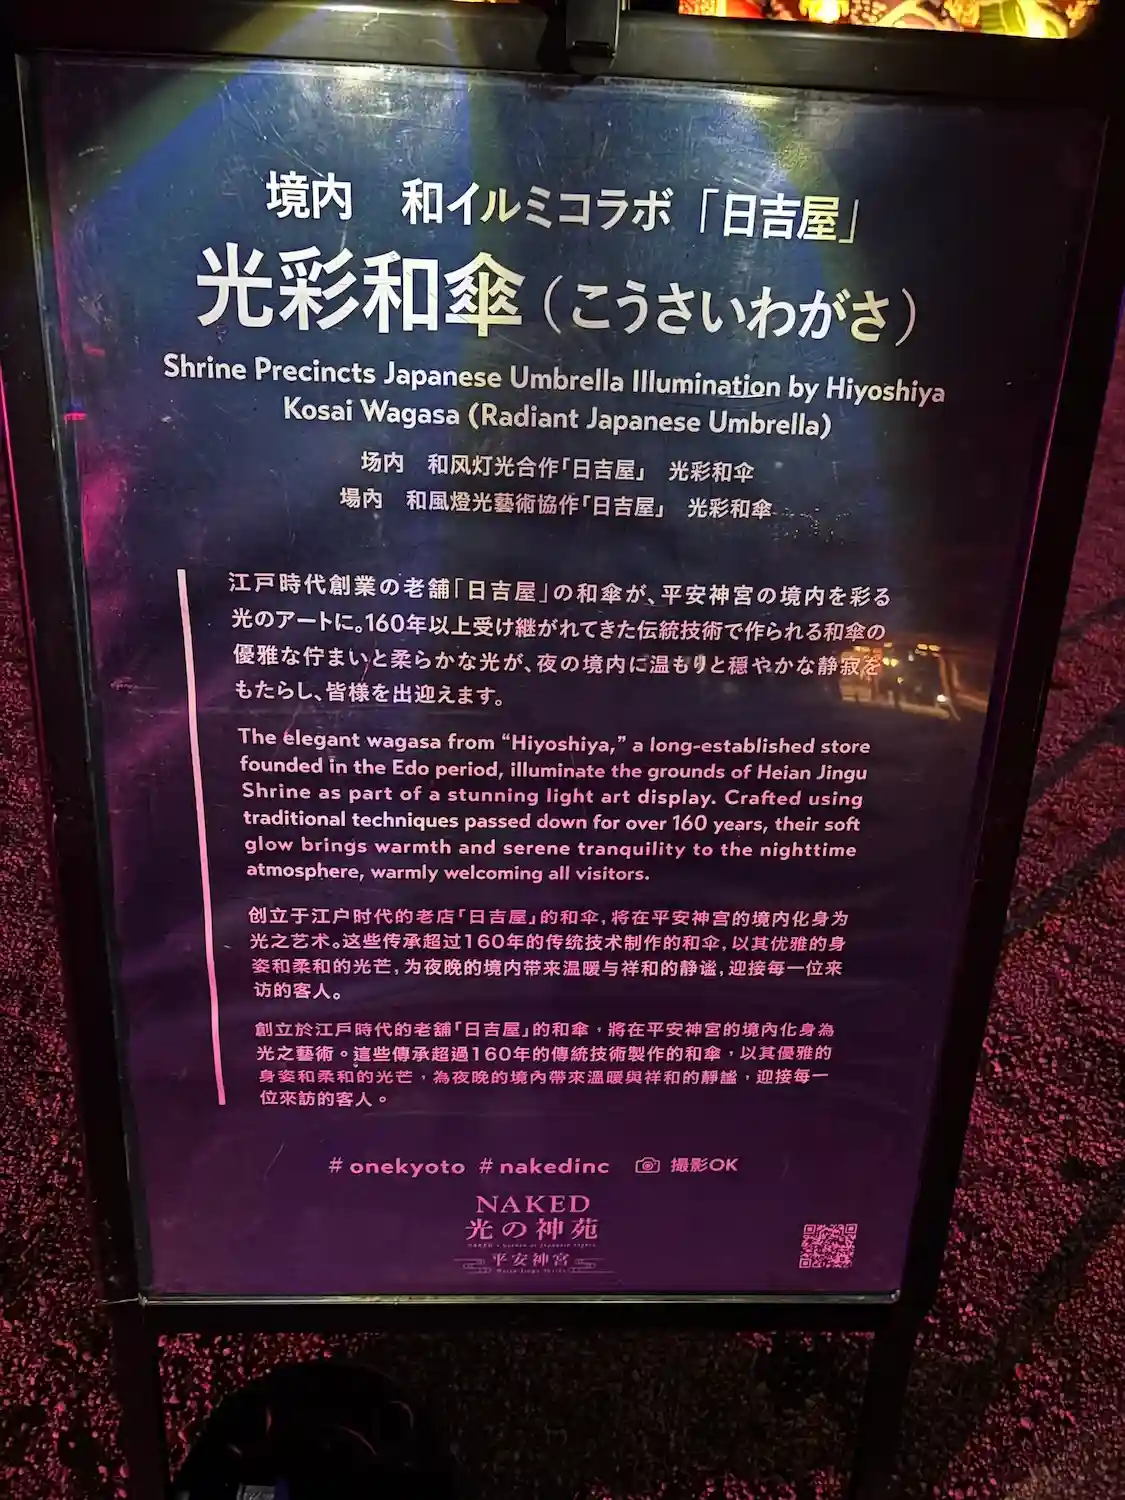 境内　和イルミコラボ「日吉屋」
光彩和傘（こうさいわがさ）
Shrine Precincts Japanese Umbrella Illumination by Hiyoshiya
Kosai Wagasa (Radiant Japanese Umbrella)
场内　和风灯光合作「日吉屋」　光彩和伞
場內　和風燈光藝術協作「日吉屋」　光彩和傘
江戸時代創業の老舗「日吉屋」の和傘が、平安神宮の境内を彩る
光のアートに。160年以上受け継がれてきた伝統技術で作られる和傘の
優雅な佇まいと柔らかな光が、夜の境内に温もりと穏やかな静寂を
もたらし、皆様を出迎えます。
The elegant wagasa from “Hiyoshiya,” a long-established store
founded in the Edo period, illuminate the grounds of Heian Jingu
Shrine as part of a stunning light art display. Crafted using
traditional techniques passed down for over 160 years, their soft
glow brings warmth and serene tranquility to the nighttime
atmosphere, warmly welcoming all visitors.
创立于江户时代的老店「日吉屋」的和伞，将在平安神宫的境内化身为
光之艺术。这些传承超过160年的传统技术制作的和伞，以其优雅的身
姿和柔和的光芒，为夜晚的境内带来温暖与祥和的静谧，迎接每一位来
访的客人。
創立於江戶時代的老舖「日吉屋」的和傘，將在平安神宮的境內化身為
光之藝術。這些傳承超過160年的傳統技術製作的和傘，以其優雅的
身姿和柔和的光芒，為夜晚的境內帶來溫暖與祥和的靜謐，迎接每一
位來訪的客人。
#onekyoto #nakedinc 撮影OK
NAKED
光の神苑
平安神宮